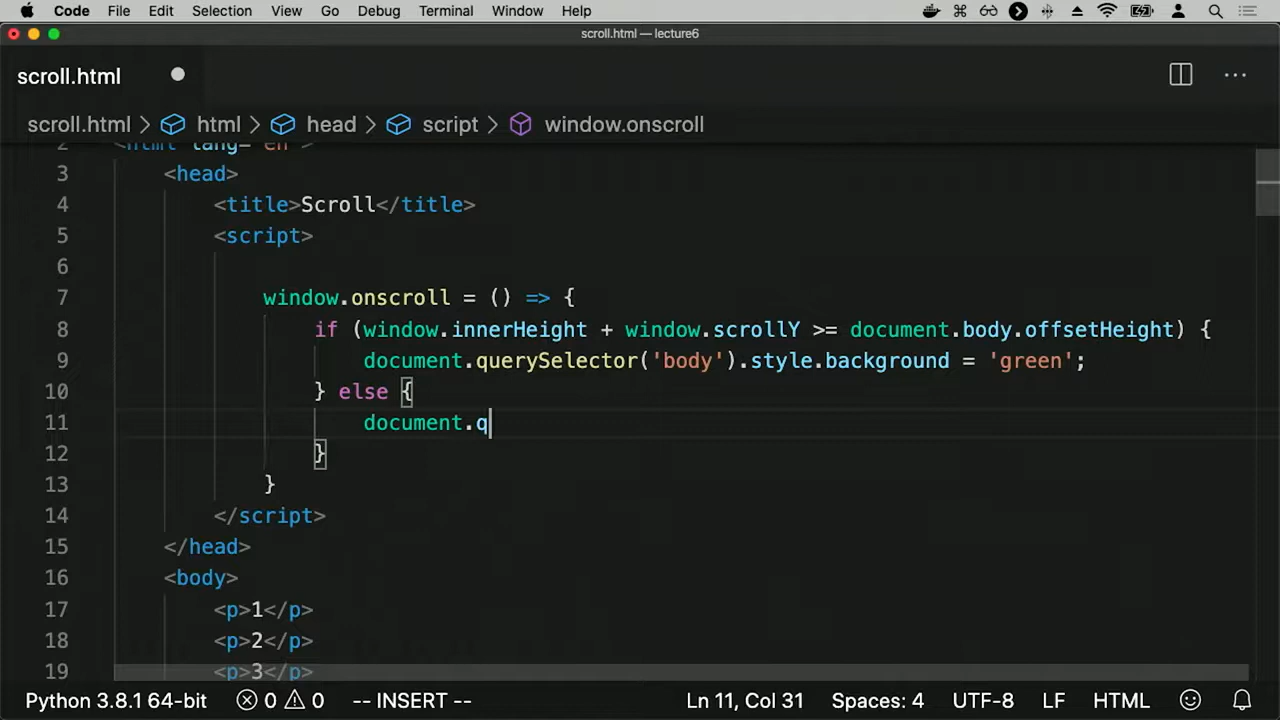 Code File Edit Selection View Go Debug Terminal Window Help
scroll.html — lecture6
scroll.html
scroll.html > html > head > script > window.onscroll
2 <html lang="en">
3 <head>
4 <title>Scroll</title>
5 <script>
6
7 window.onscroll = () => {
8 if (window.innerHeight + window.scrollY >= document.body.offsetHeight) {
9 document.querySelector('body').style.background = 'green';
10 } else {
11 document.q
12 }
13 }
14 </script>
15 </head>
16 <body>
17 <p>1</p>
18 <p>2</p>
19 <p>3</p>
Python 3.8.1 64-bit 0 0 -- INSERT -- Ln 11, Col 31 Spaces: 4 UTF-8 LF HTML